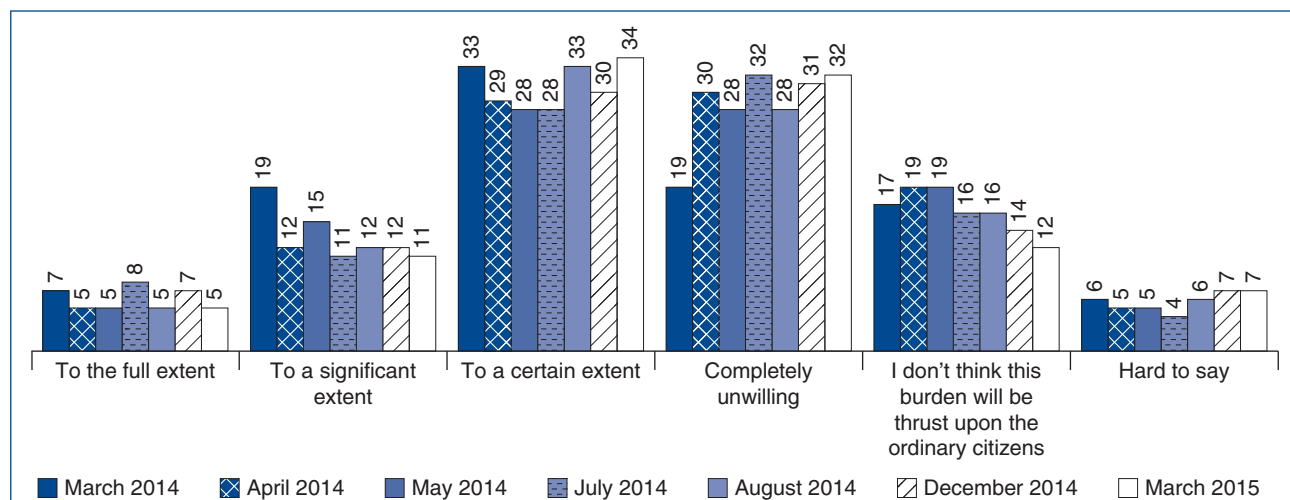 7 5 5 8 5 7 5
19 12 15 11 12 12 11
33 29 28 28 33 30 34
19 30 28 32 28 31 32
17 19 19 16 16 14 12
6 5 5 4 6 7 7
To the full extent
To a significant
extent
To a certain extent
Completely
unwilling
I don't think this
burden will be
thrust upon the
ordinary citizens
Hard to say
March 2014 April 2014 May 2014 July 2014 August 2014 December 2014 March 2015